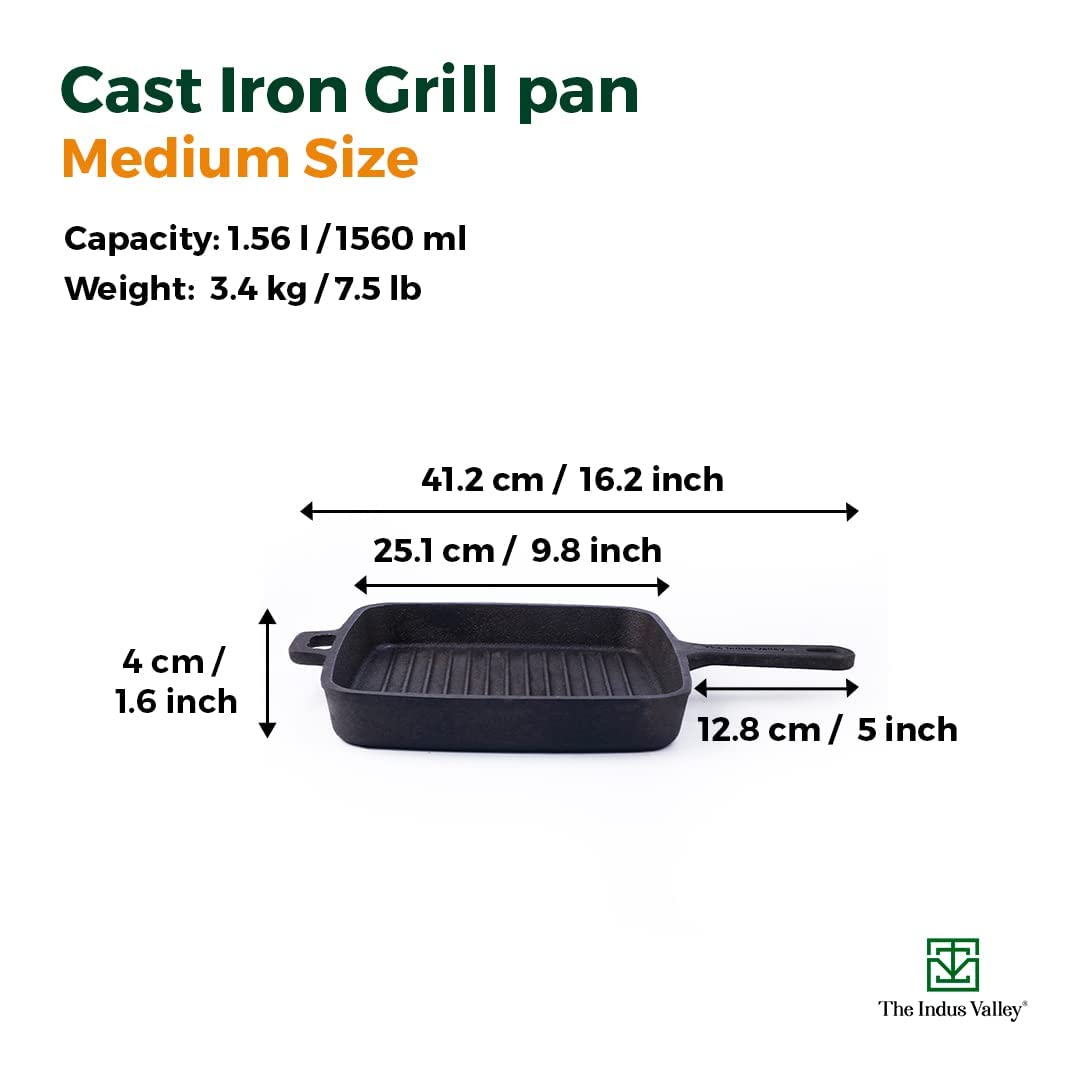 Cast Iron Grill pan
Medium Size
Capacity: 1.56 l / 1560 ml
Weight: 3.4 kg / 7.5 lb
41.2 cm / 16.2 inch
25.1 cm / 9.8 inch
4 cm /
1.6 inch
Indus Valley
12.8 cm / 5 inch
The Indus Valley®